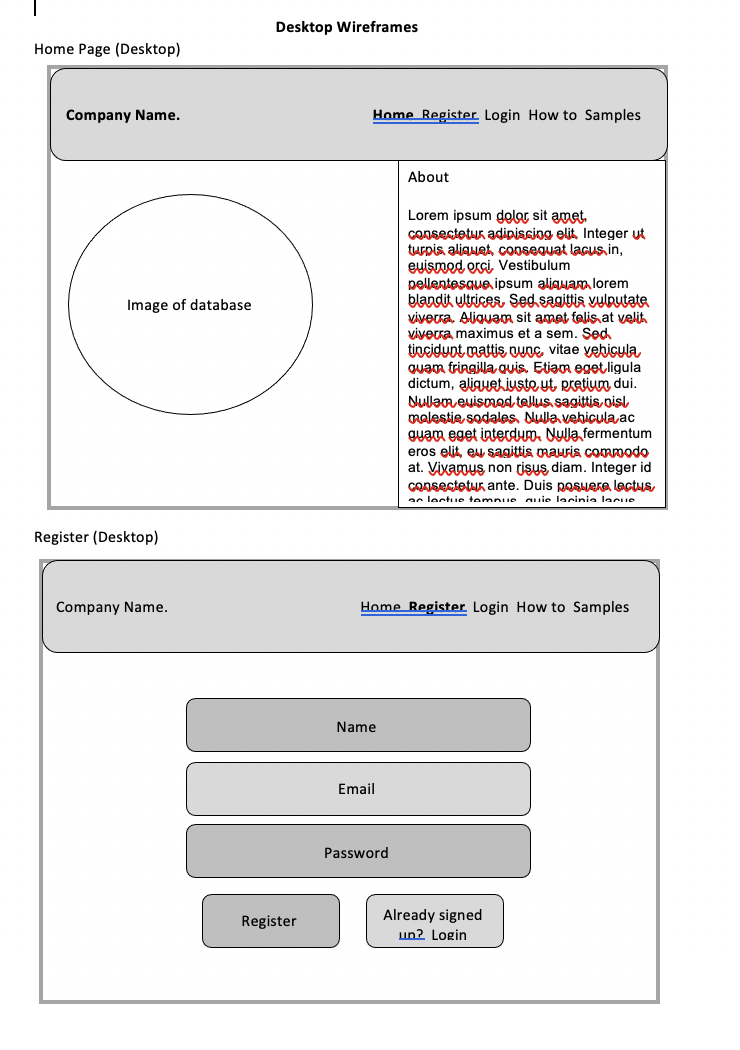 Desktop Wireframes
Home Page (Desktop)
Company Name.
Home Register Login How to Samples
About
Image of database
Lorem ipsum dolor sit amet,
consectetur adipiscing elit. Integer ut
turpis aliquet, consequat lacus in,
euismod orci. Vestibulum
pellentesque ipsum aliquam lorem
blandit ultrices. Sed sagittis vulputate
viverra. Aliquam sit amet felis at velit
viverra maximus et a sem. Sed
tincidunt mattis nunc, vitae vehicula
quam fringilla quis. Etiam eget ligula
dictum, aliquet justo ut, pretium dui.
Nullam euismod tellus sagittis nisl
molestie sodales. Nulla vehicula ac
quam eget interdum. Nulla fermentum
eros elit, eu sagittis mauris commodo
at. Vivamus non risus diam. Integer id
consectetur ante. Duis posuere lectus
ac lectus tempus, quis lacinia lacus
Register (Desktop)
Company Name.
Home Register Login How to Samples
Name
Email
Password
Register
Already signed
up? Login